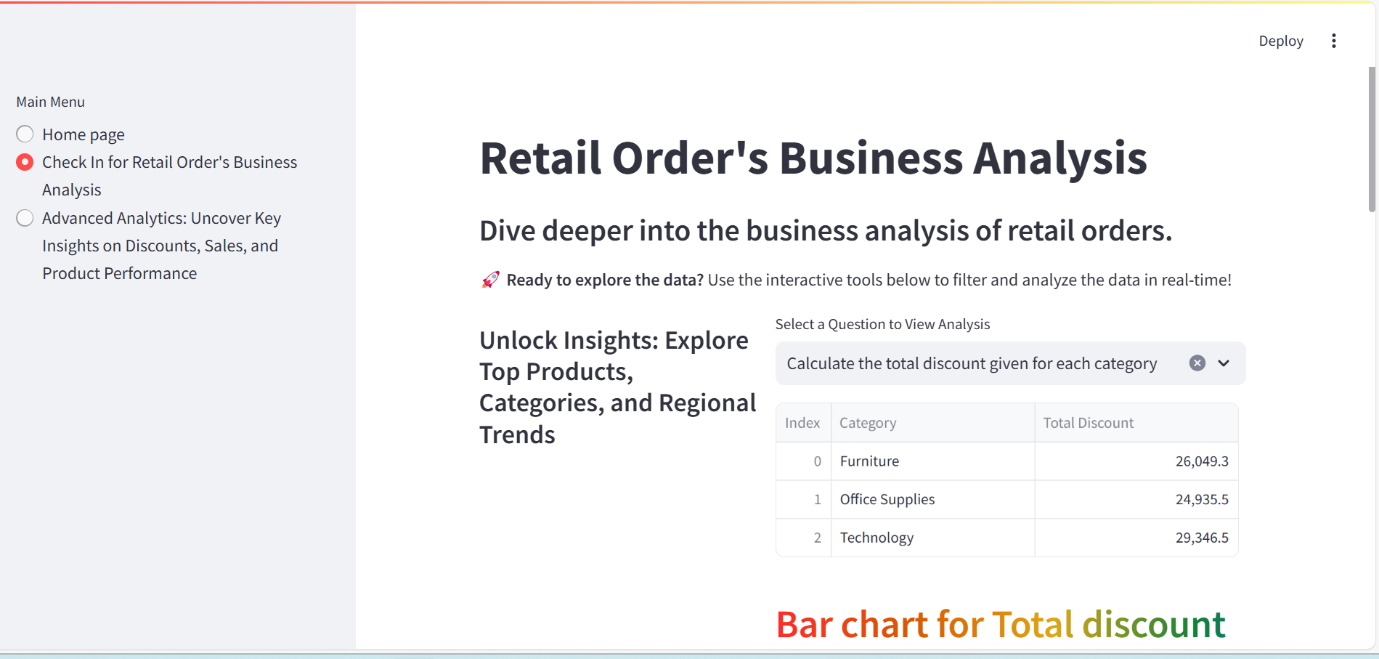 Deploy
Main Menu
Home page
Check In for Retail Order's Business
Analysis
Advanced Analytics: Uncover Key
Insights on Discounts, Sales, and
Product Performance
Retail Order's Business Analysis
Dive deeper into the business analysis of retail orders.
🚀 Ready to explore the data? Use the interactive tools below to filter and analyze the data in real-time!
Unlock Insights: Explore
Top Products,
Categories, and Regional
Trends
Select a Question to View Analysis
Calculate the total discount given for each category
Index Category Total Discount
0 Furniture 26,049.3
1 Office Supplies 24,935.5
2 Technology 29,346.5
Bar chart for Total discount